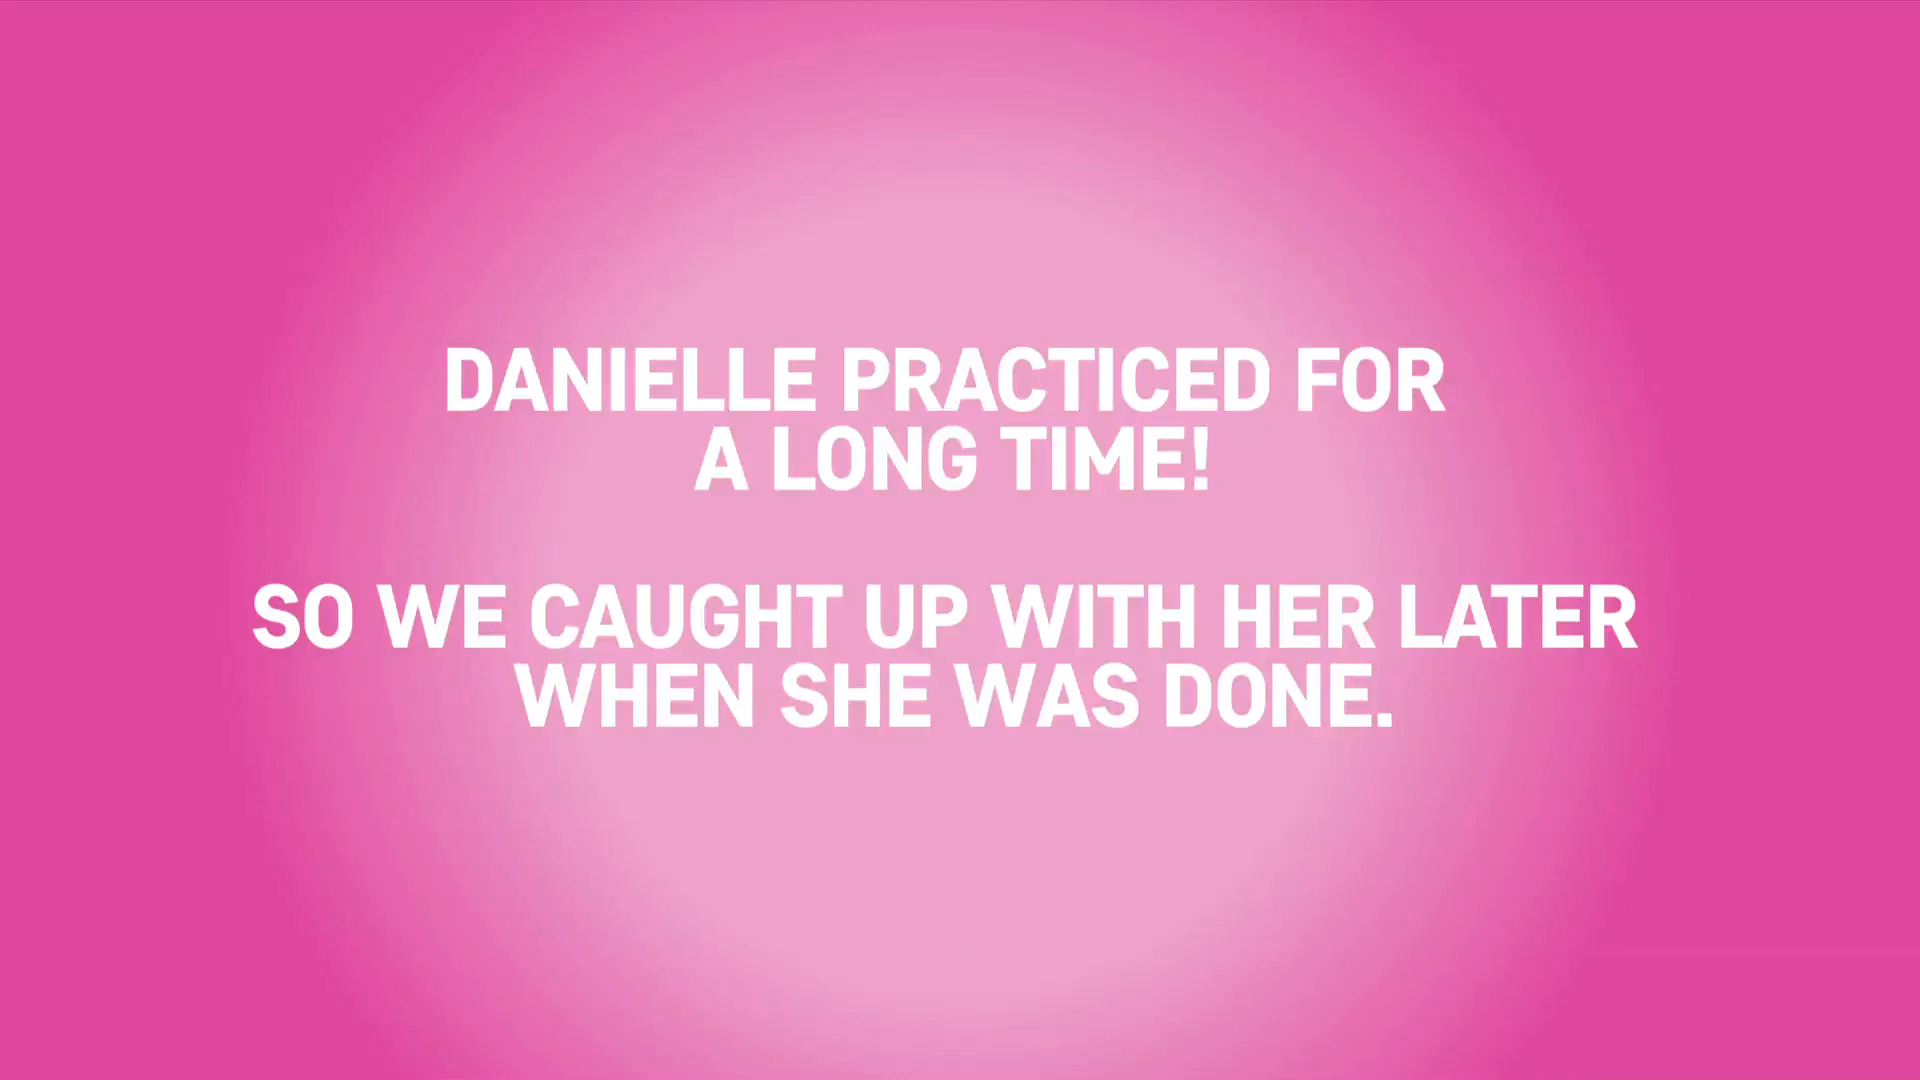 DANIELLE PRACTICED FOR
A LONG TIME!
SO WE CAUGHT UP WITH HER LATER
WHEN SHE WAS DONE.